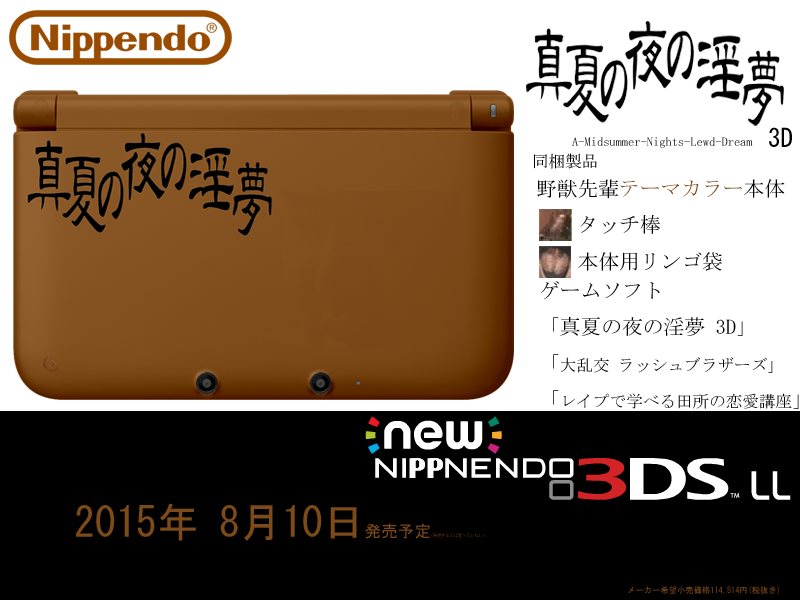 Nippendo®
真夏の夜の淫夢
A-Midsummer-Nights-Lewd-Dream 3D
同梱製品
野獣先輩テーマカラー本体
タッチ棒
本体用リンゴ袋
ゲームソフト
「真夏の夜の淫夢 3D」
「大乱交 ラッシュブラザーズ」
「レイプで学べる田所の恋愛講座」
真夏の夜の淫夢
new
NIPPNENDO 3DS™ LL
2015年 8月10日発売予定
メーカー希望小売価格114,514円(税抜き)